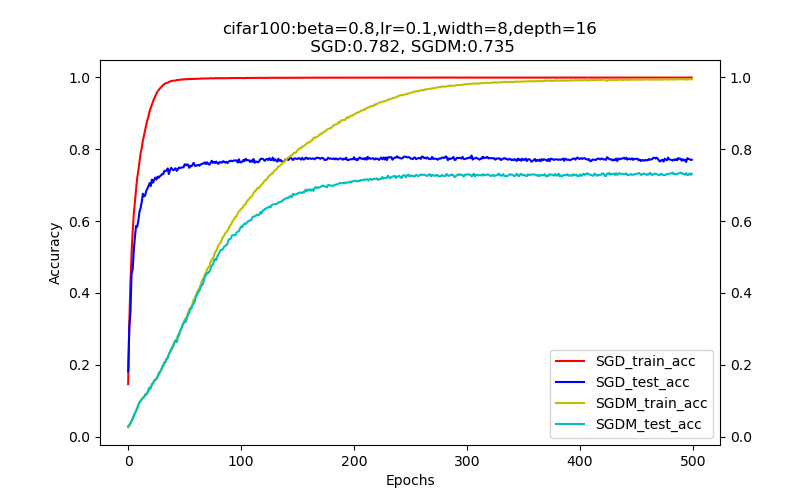 cifar100:beta=0.8,lr=0.1,width=8,depth=16
SGD:0.782, SGDM:0.735
1.0
0.8
0.6
0.4
0.2
0.0
Accuracy
1.0
0.8
0.6
0.4
0.2
0.0
SGD_train_acc
SGD_test_acc
SGDM_train_acc
SGDM_test_acc
0 100 200 300 400 500
Epochs